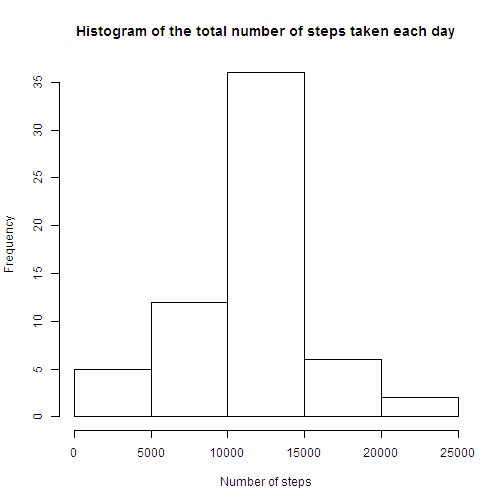 Histogram of the total number of steps taken each day
Frequency
35
30
25
20
15
10
5
0
0 5000 10000 15000 20000 25000
Number of steps